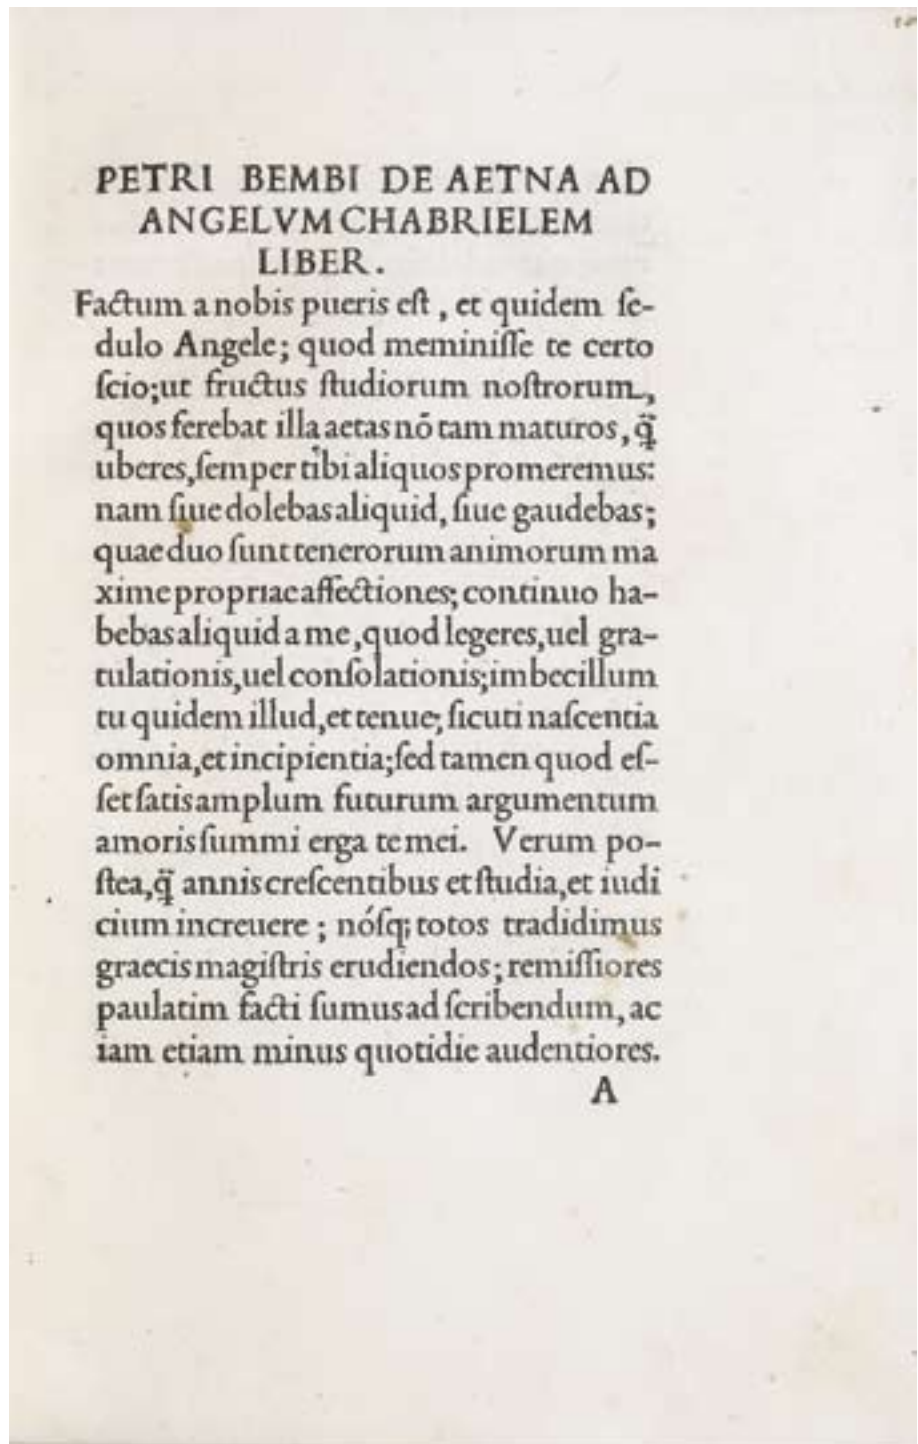 PETRI BEMBI DE AETNA AD
ANGELVM CHABRIELEM
LIBER.
Factum a nobis pueris eſt, et quidem ſe-
dulo Angele; quod meminiſſe te certo
ſcio; ut fructus ſtudiorum noſtrorum,
quos ferebat illa aetas nō tam maturos, q̄̈
uberes, ſemper tibi aliquos promeremus:
nam ſiue dolebas aliquid, ſiue gaudebas;
quae duo ſunt tenerorum animorum ma
xime propriae affectiones; continuo ha-
bebas aliquid a me, quod legeres, uel gra-
tulationis, uel conſolationis; imbecillum
tu quidem illud, et tenue; ſicuti naſcentia
omnia, et incipientia; ſed tamen quod eſ-
ſet ſatis amplum futurum argumentum
amoris ſummi erga te mei. Verum po-
ſtea, q̄̈ annis creſcentibus et ſtudia, et iudi
cium increuere; nóſq; totos tradidimus
graecis magiſtris erudiendos; remiſſiores
paulatim facti ſumus ad ſcribendum, ac
iam etiam minus quotidie audentiores.
A